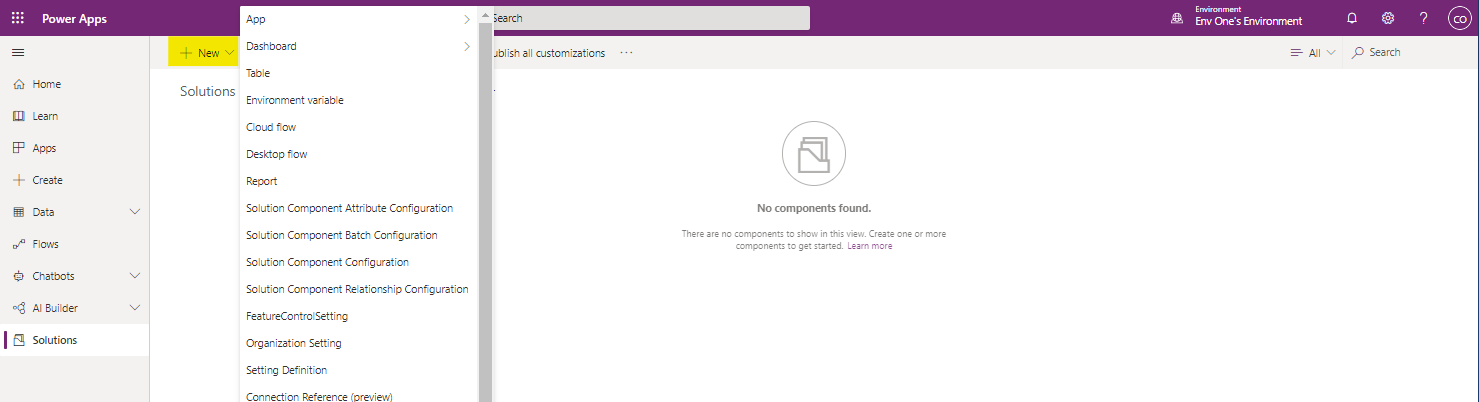 Power Apps
Search
Environment
Env One's Environment
CO
New
ublish all customizations
...
All
Search
App
Dashboard
Table
Environment variable
Cloud flow
Desktop flow
Report
Solution Component Attribute Configuration
Solution Component Batch Configuration
Solution Component Configuration
Solution Component Relationship Configuration
FeatureControlSetting
Organization Setting
Setting Definition
Connection Reference (preview)
Home
Learn
Apps
Create
Data
Flows
Chatbots
AI Builder
Solutions
Solutions
No components found.
There are no components to show in this view. Create one or more
components to get started. Learn more